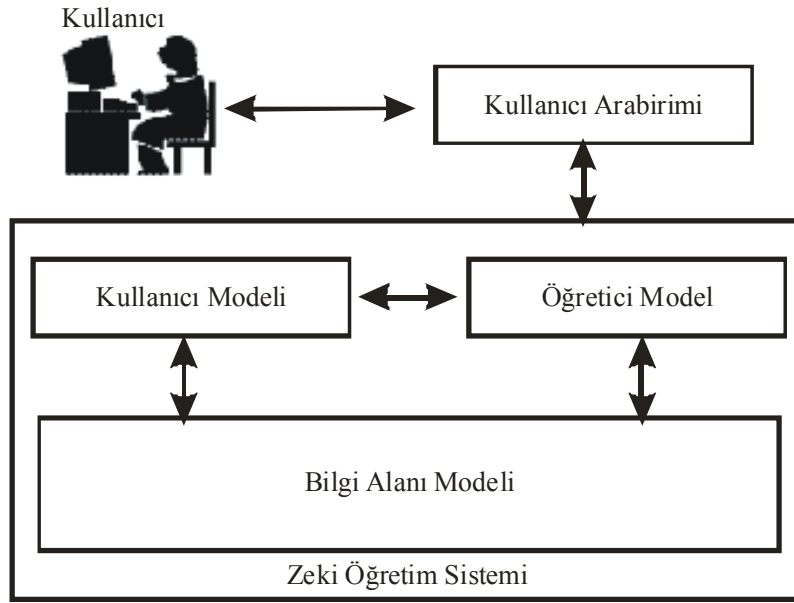 Kullanıcı
Kullanıcı Arabirimi
Kullanıcı Modeli
Öğretici Model
Bilgi Alanı Modeli
Zeki Öğretim Sistemi